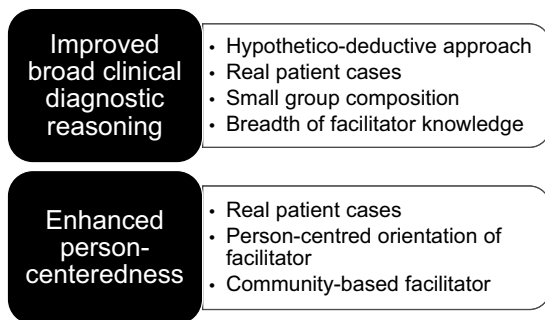 Improved
broad clinical
diagnostic
reasoning
• Hypothetico-deductive approach
• Real patient cases
• Small group composition
• Breadth of facilitator knowledge
Enhanced
person-
centeredness
• Real patient cases
• Person-centred orientation of
facilitator
• Community-based facilitator